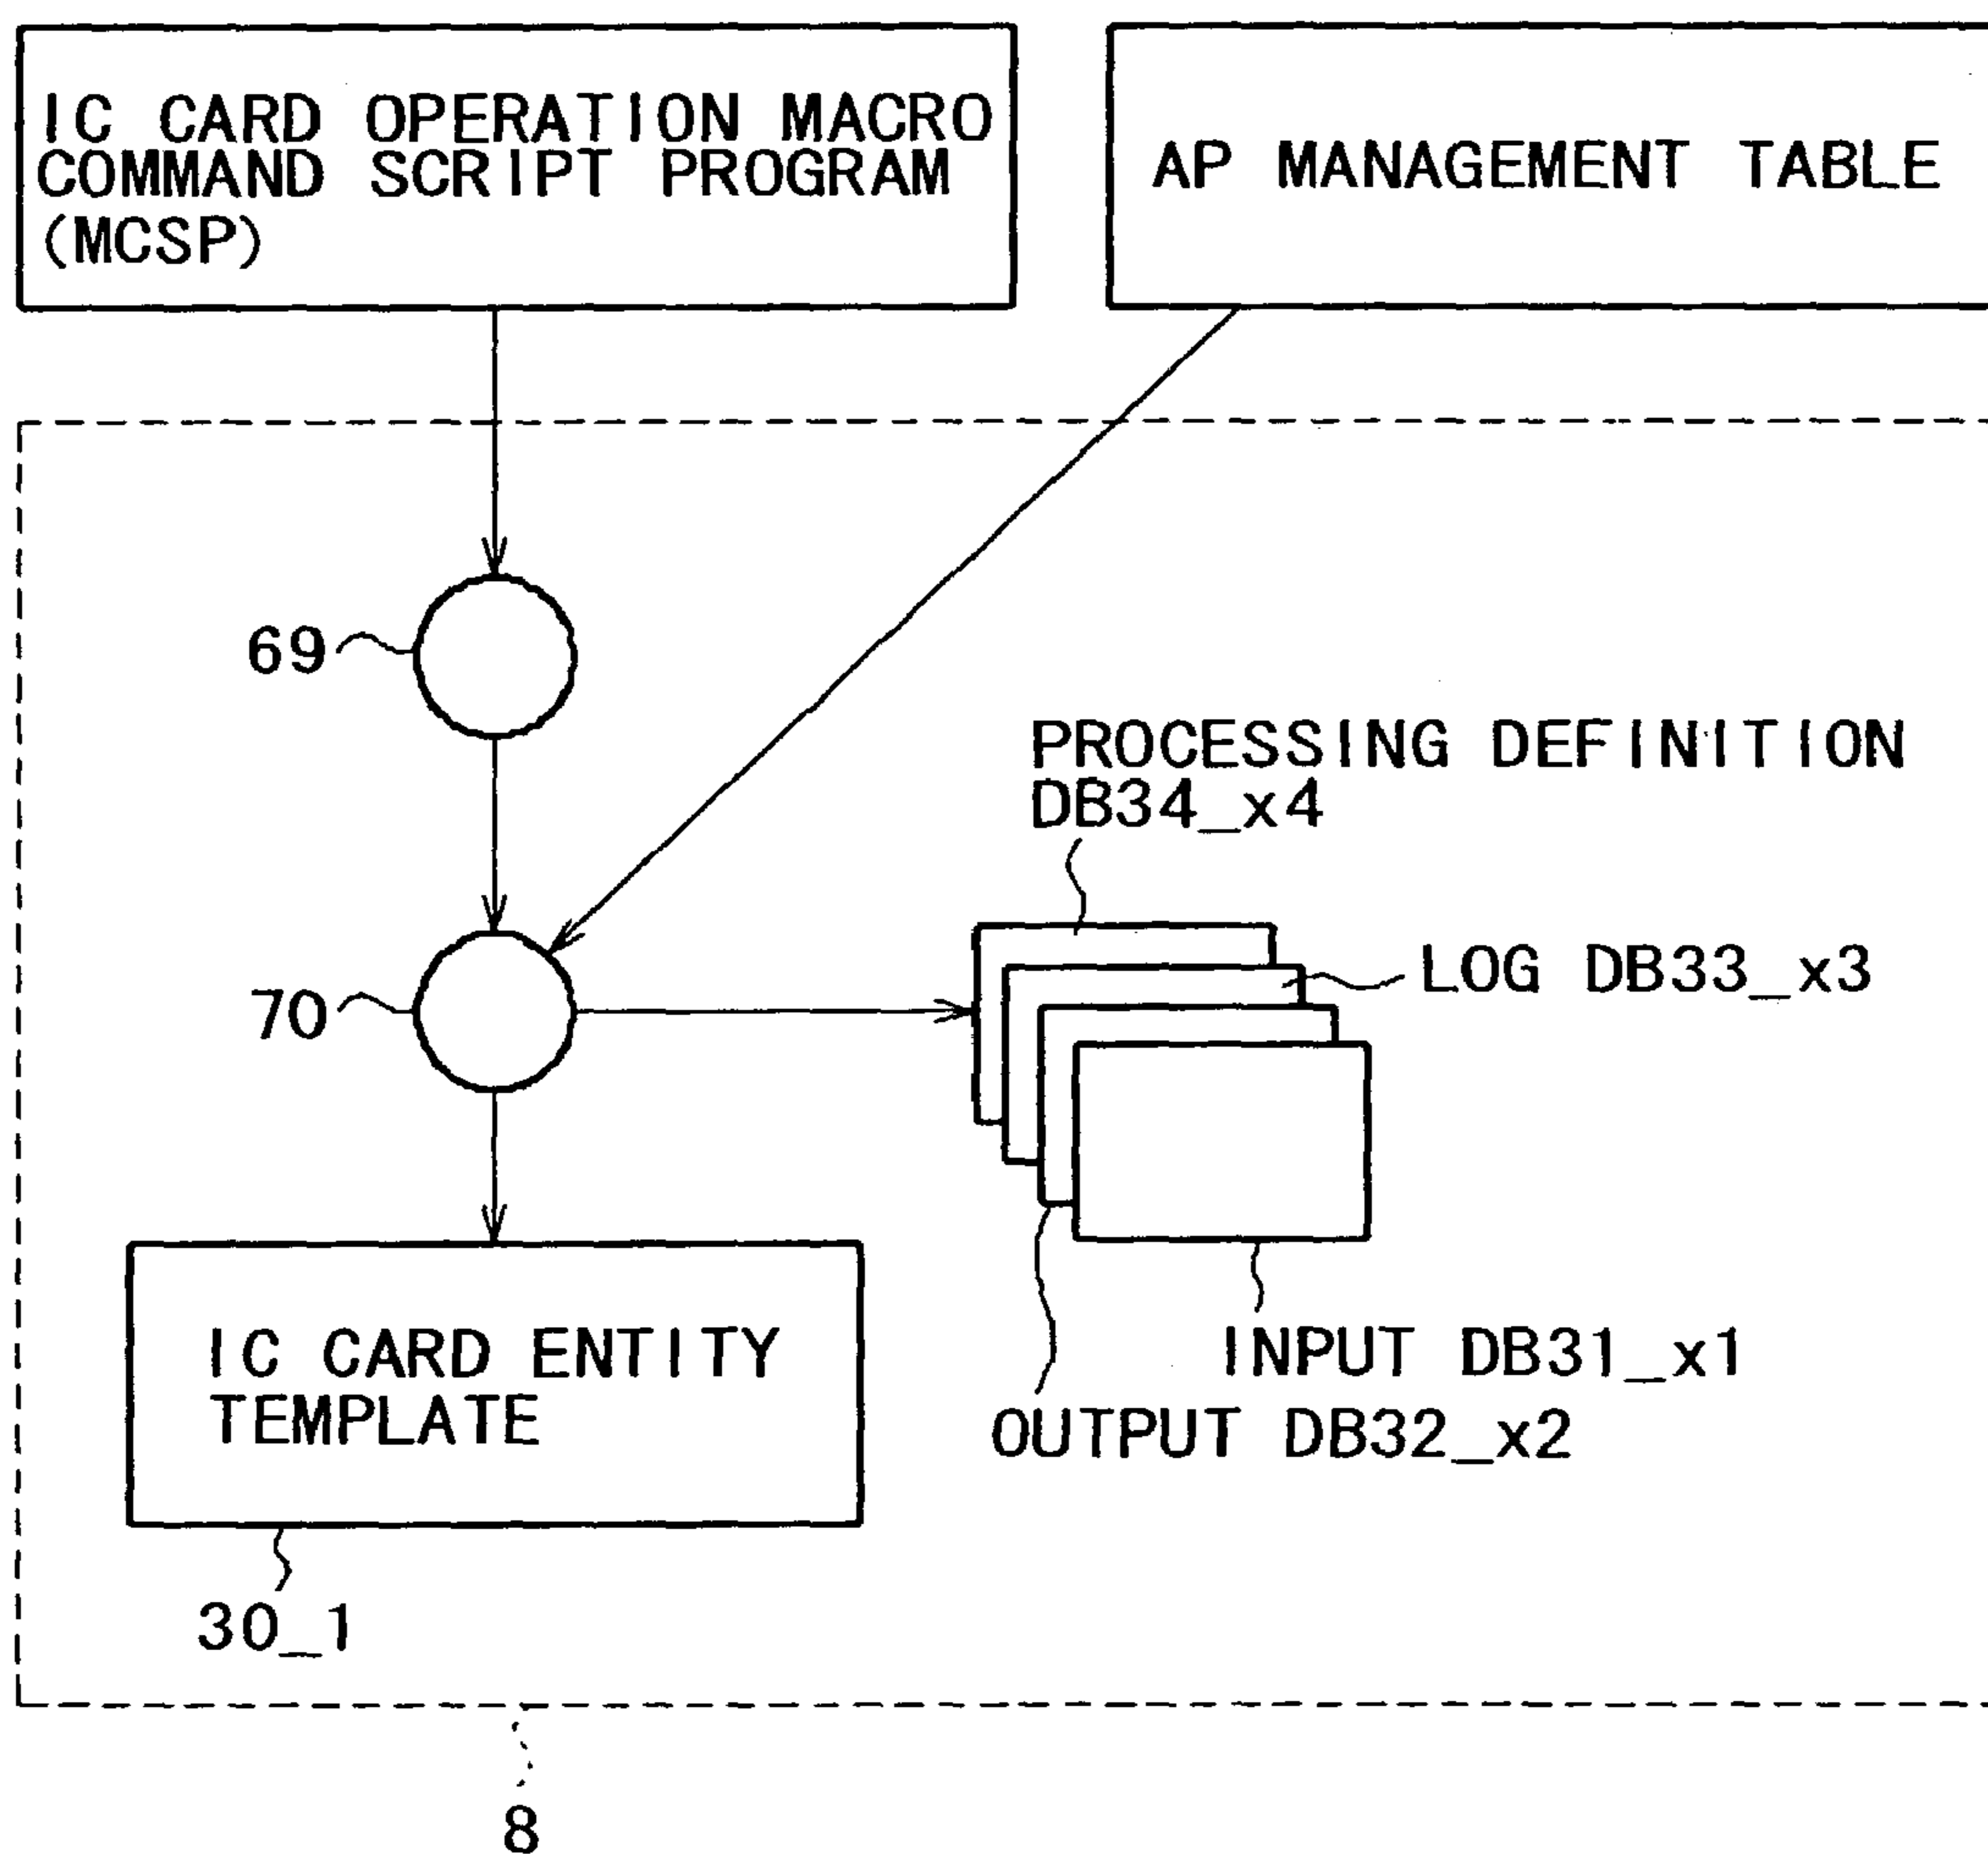 IC CARD OPERATION MACRO
COMMAND SCRIPT PROGRAM
(MCSP)
AP MANAGEMENT TABLE
69
PROCESSING DEFINITION
DB34_x4
LOG DB33_x3
70
INPUT DB31_x1
OUTPUT DB32_x2
IC CARD ENTITY
TEMPLATE
30_1
8